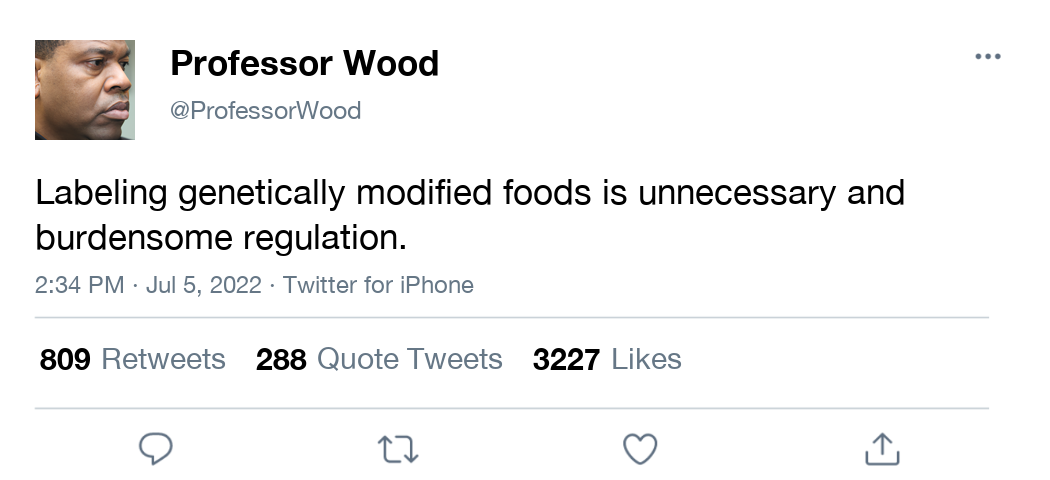 Professor Wood
@ProfessorWood
Labeling genetically modified foods is unnecessary and
burdensome regulation.
2:34 PM · Jul 5, 2022 · Twitter for iPhone
809 Retweets 288 Quote Tweets 3227 Likes